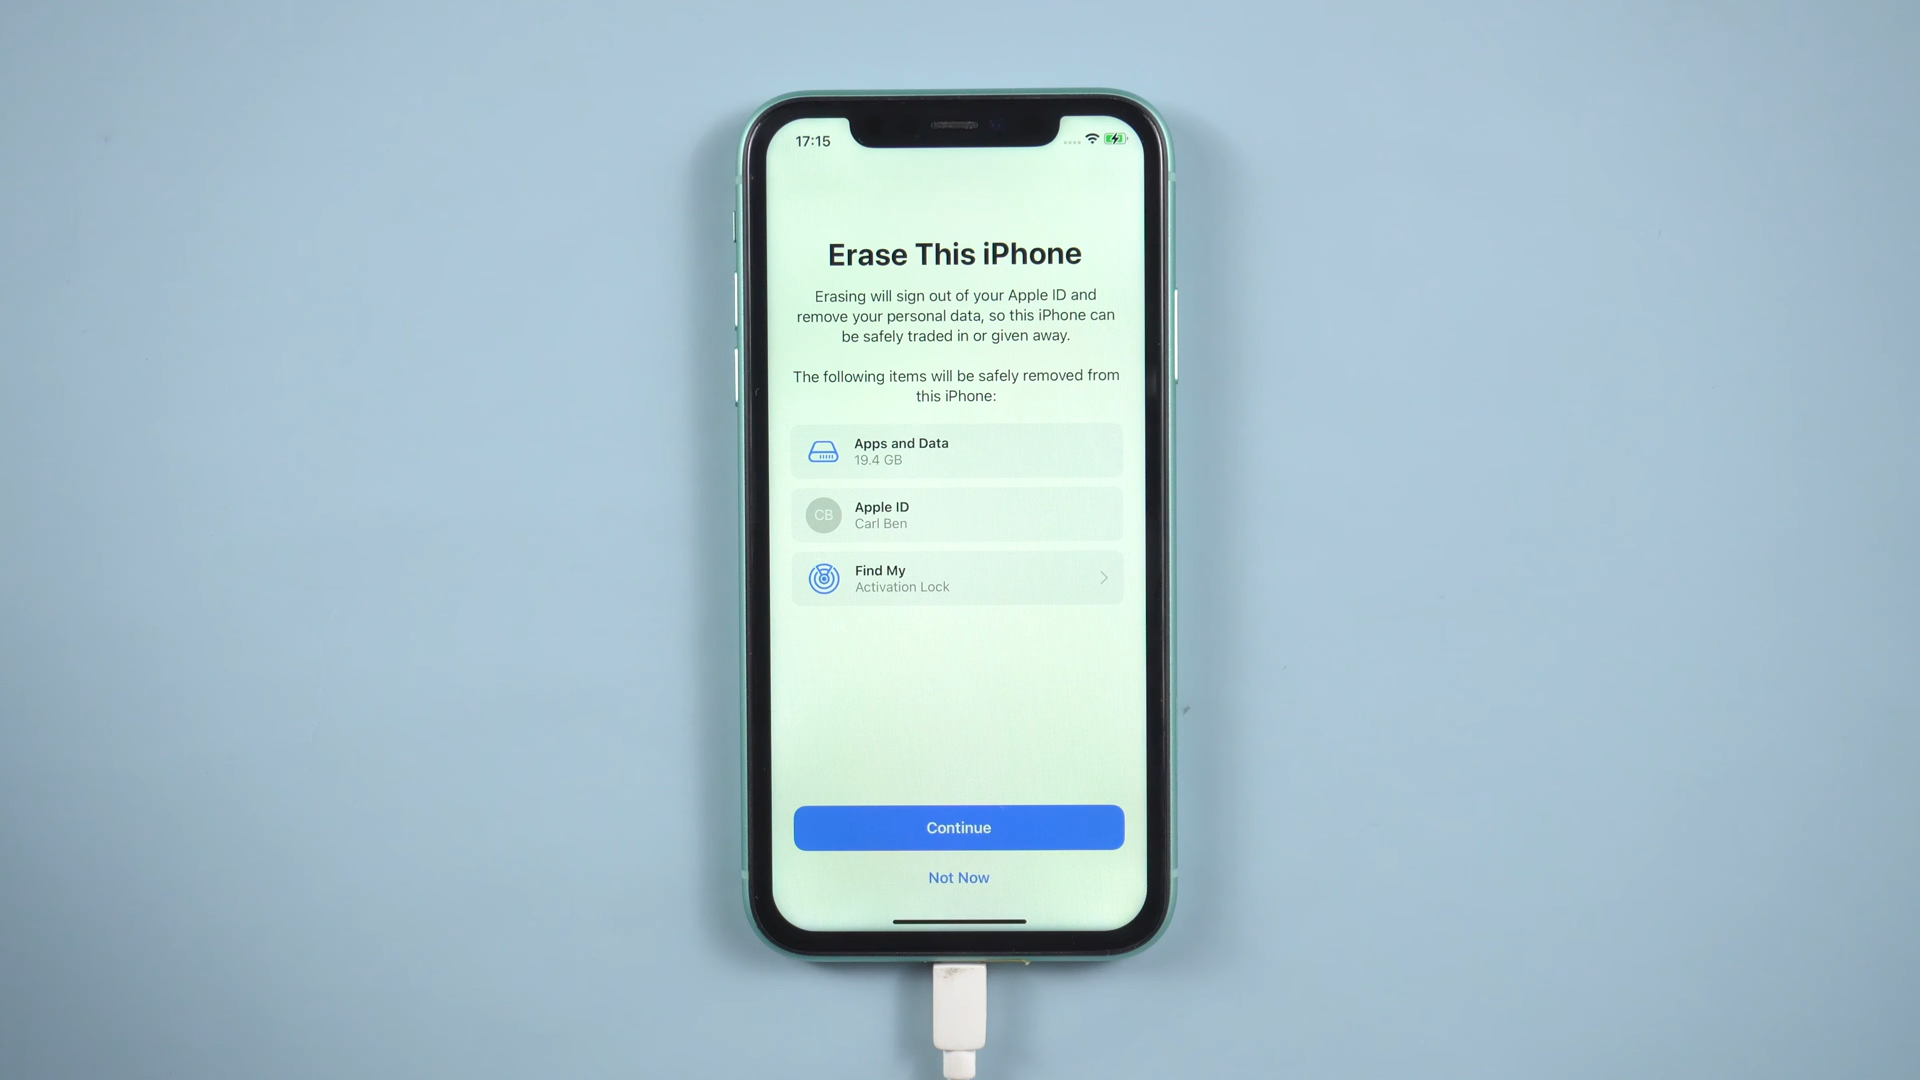 17:15
Erase This iPhone
Erasing will sign out of your Apple ID and
remove your personal data, so this iPhone can
be safely traded in or given away.
The following items will be safely removed from
this iPhone:
Apps and Data
19.4 GB
CB
Apple ID
Carl Ben
Find My
Activation Lock
Continue
Not Now